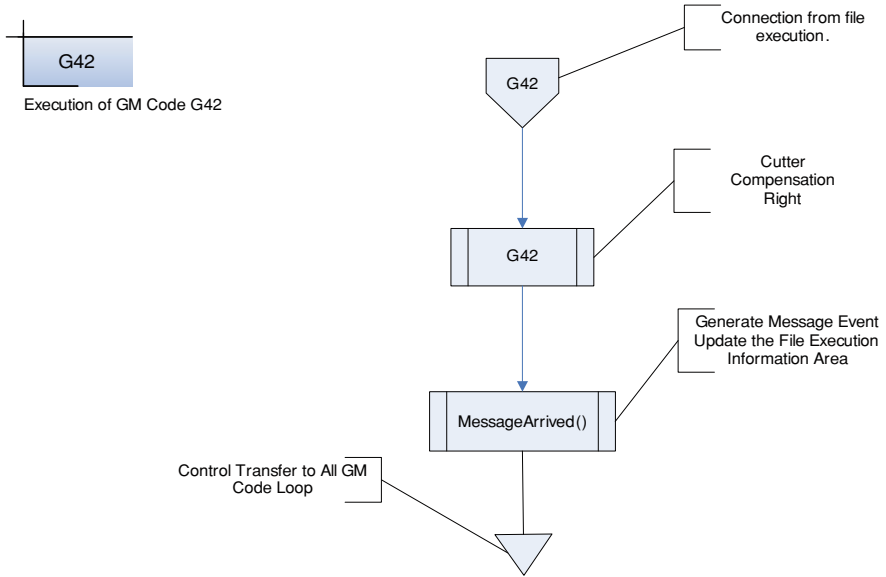 G42
Execution of GM Code G42
Connection from file
execution.
G42
Cutter
Compensation
Right
G42
Generate Message Event
Update the File Execution
Information Area
MessageArrived()
Control Transfer to All GM
Code Loop